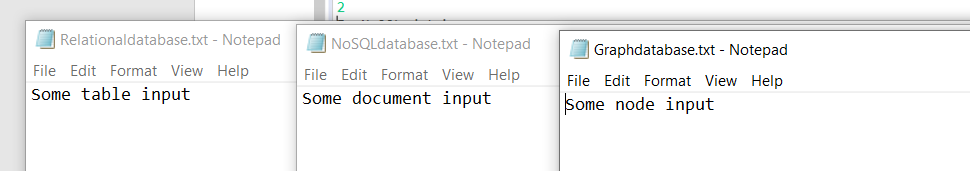 2
Relationaldatabase.txt - Notepad
File Edit Format View Help
Some table input
NoSQLdatabase.txt - Notepad
File Edit Format View Help
Some document input
Graphdatabase.txt - Notepad
File Edit Format View Help
Some node input